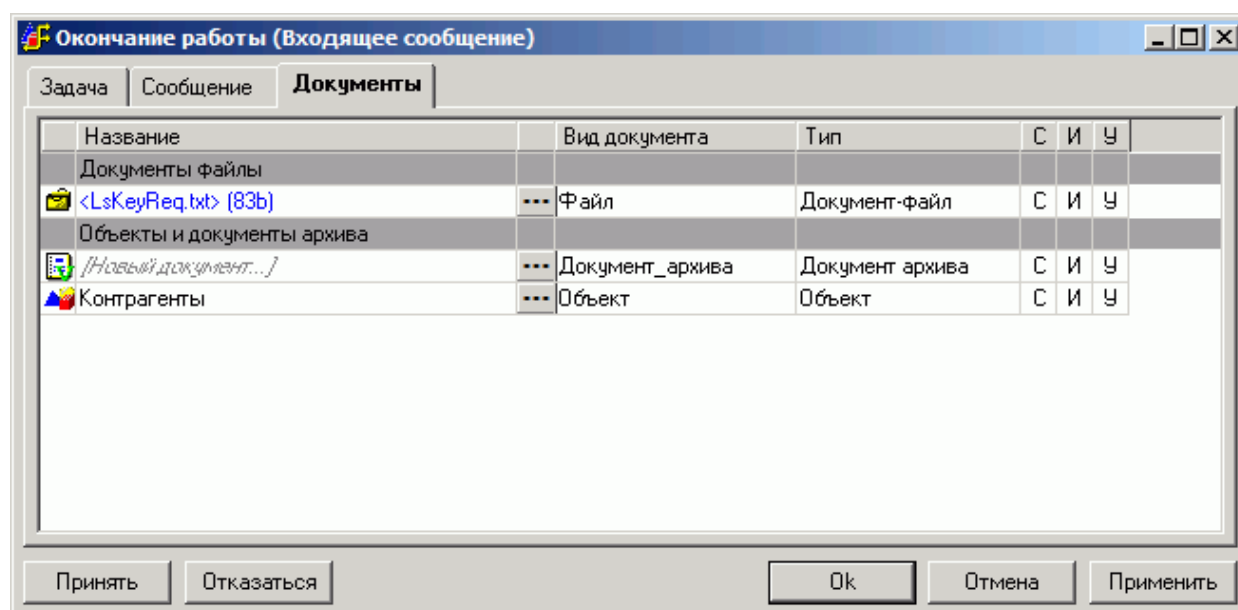 Окончание работы (Входящее сообщение)
Задача Сообщение Документы
Название Вид документа Тип С И У
Документы файлы
<LsKeyReq.txt> (83b) ... Файл Документ-файл С И У
Объекты и документы архива
[Новый документ...] ... Документ_архива Документ архива С И У
Контрагенты ... Объект Объект С И У
Принять Отказаться Ok Отмена Применить